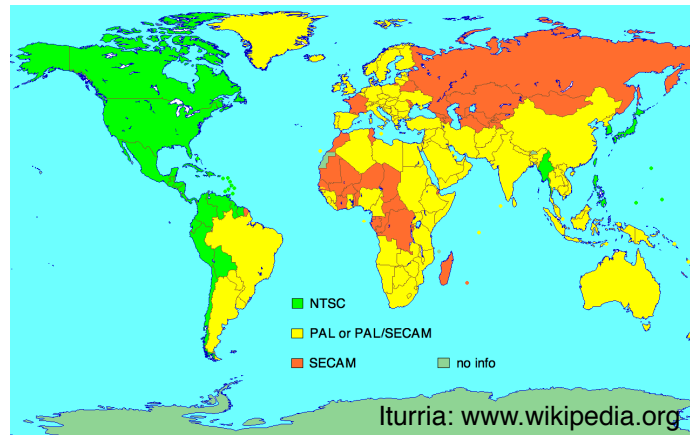 NTSC
PAL or PAL/SECAM
SECAM
no info
Iturria: www.wikipedia.org